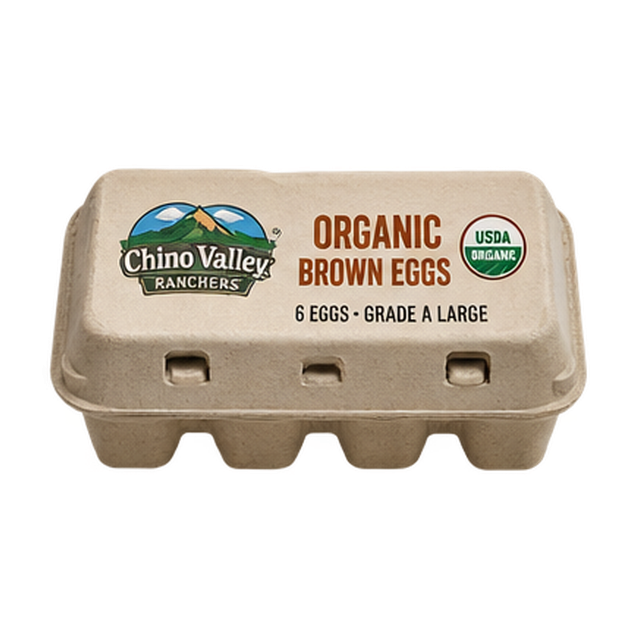 Chino Valley
RANCHERS
ORGANIC
BROWN EGGS
6 EGGS • GRADE A LARGE
USDA
ORGANIC